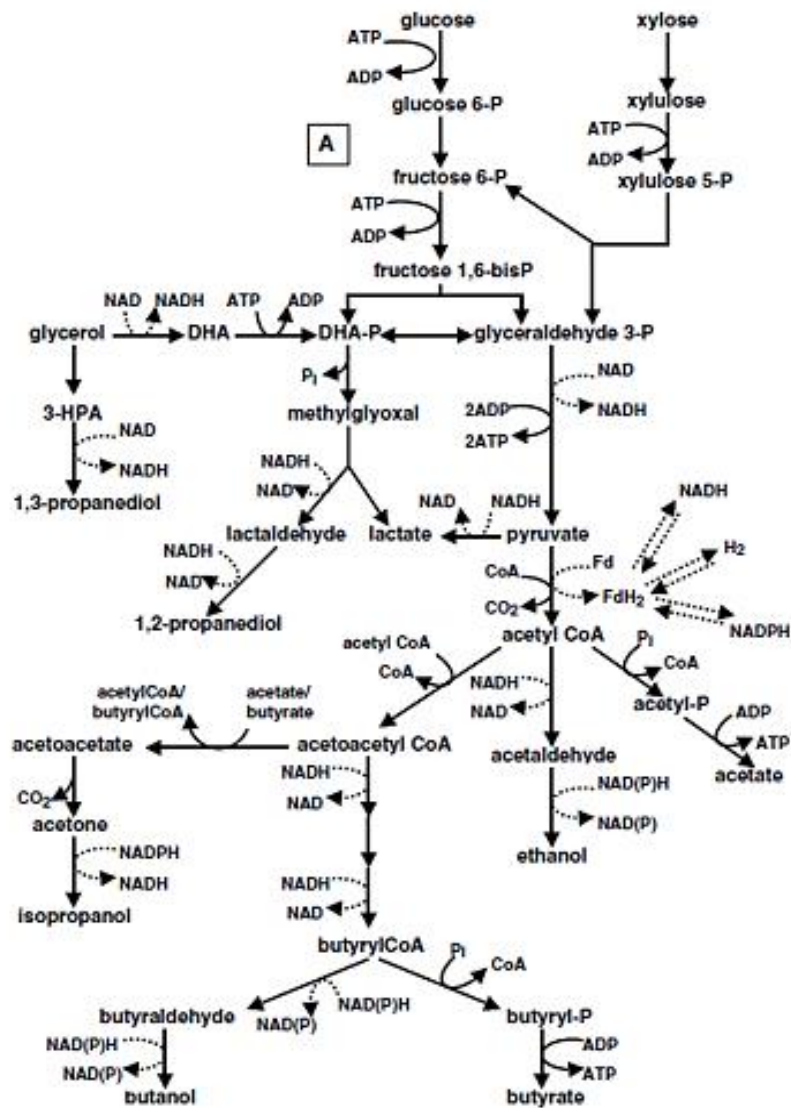 glucose
xylose
ATP
ADP
glucose 6-P
xylulose
A
ATP
ADP
fructose 6-P
xylulose 5-P
ATP
ADP
fructose 1,6-bisP
NAD
NADH
ATP
ADP
glycerol
DHA
DHA-P
glyceraldehyde 3-P
Pi
NAD
NADH
3-HPA
methylglyoxal
2ADP
2ATP
NAD
NADH
NADH
NAD
1,3-propanediol
NAD
NADH
NADH
lactaldehyde
lactate
pyruvate
NADH
NAD
CoA
CO2
Fd
FdH2
H2
NADPH
1,2-propanediol
acetyl CoA
acetyl CoA
CoA
Pi
CoA
NADH
NAD
acetyl-P
acetylCoA/
butyrylCoA
acetate/
butyrate
ADP
ATP
acetoacetate
acetoacetyl CoA
acetaldehyde
acetate
CO2
NADH
NAD
NAD(P)H
NAD(P)
acetone
NADPH
NADH
ethanol
NADH
NAD
isopropanol
butyrylCoA
Pi
CoA
NAD(P)H
NAD(P)
butyraldehyde
butyryl-P
NAD(P)H
NAD(P)
ADP
ATP
butanol
butyrate